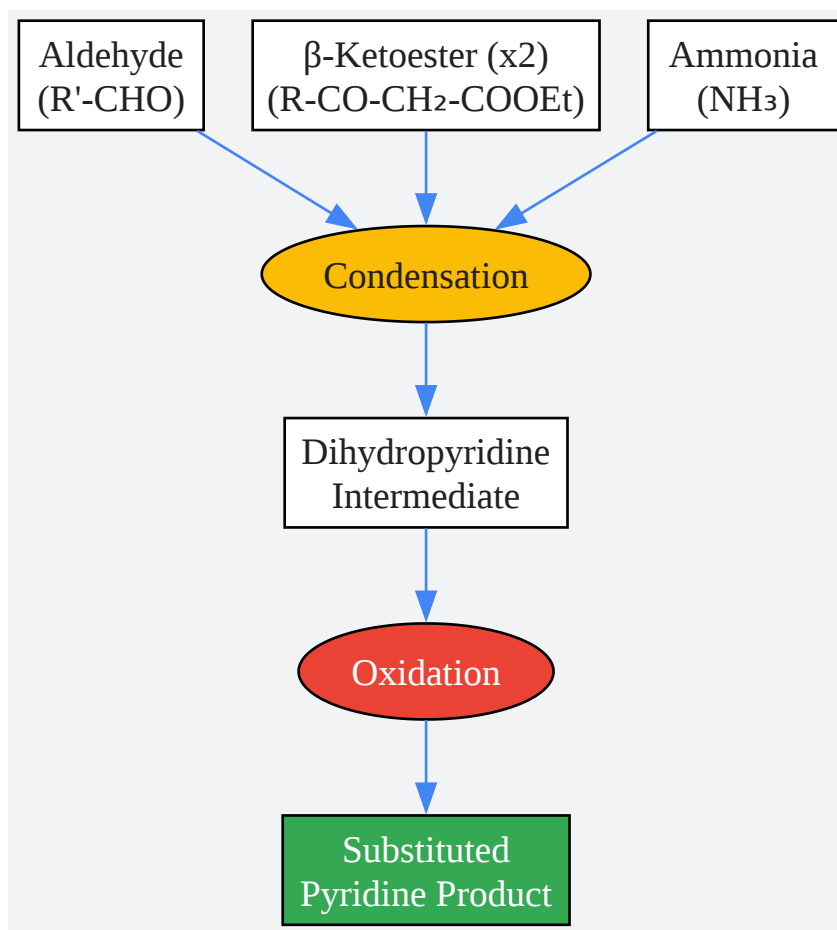 Aldehyde
(R'-CHO)
β-Ketoester (x2)
(R-CO-CH₂-COOEt)
Ammonia
(NH₃)
Condensation
Dihydropyridine
Intermediate
Oxidation
Substituted
Pyridine Product